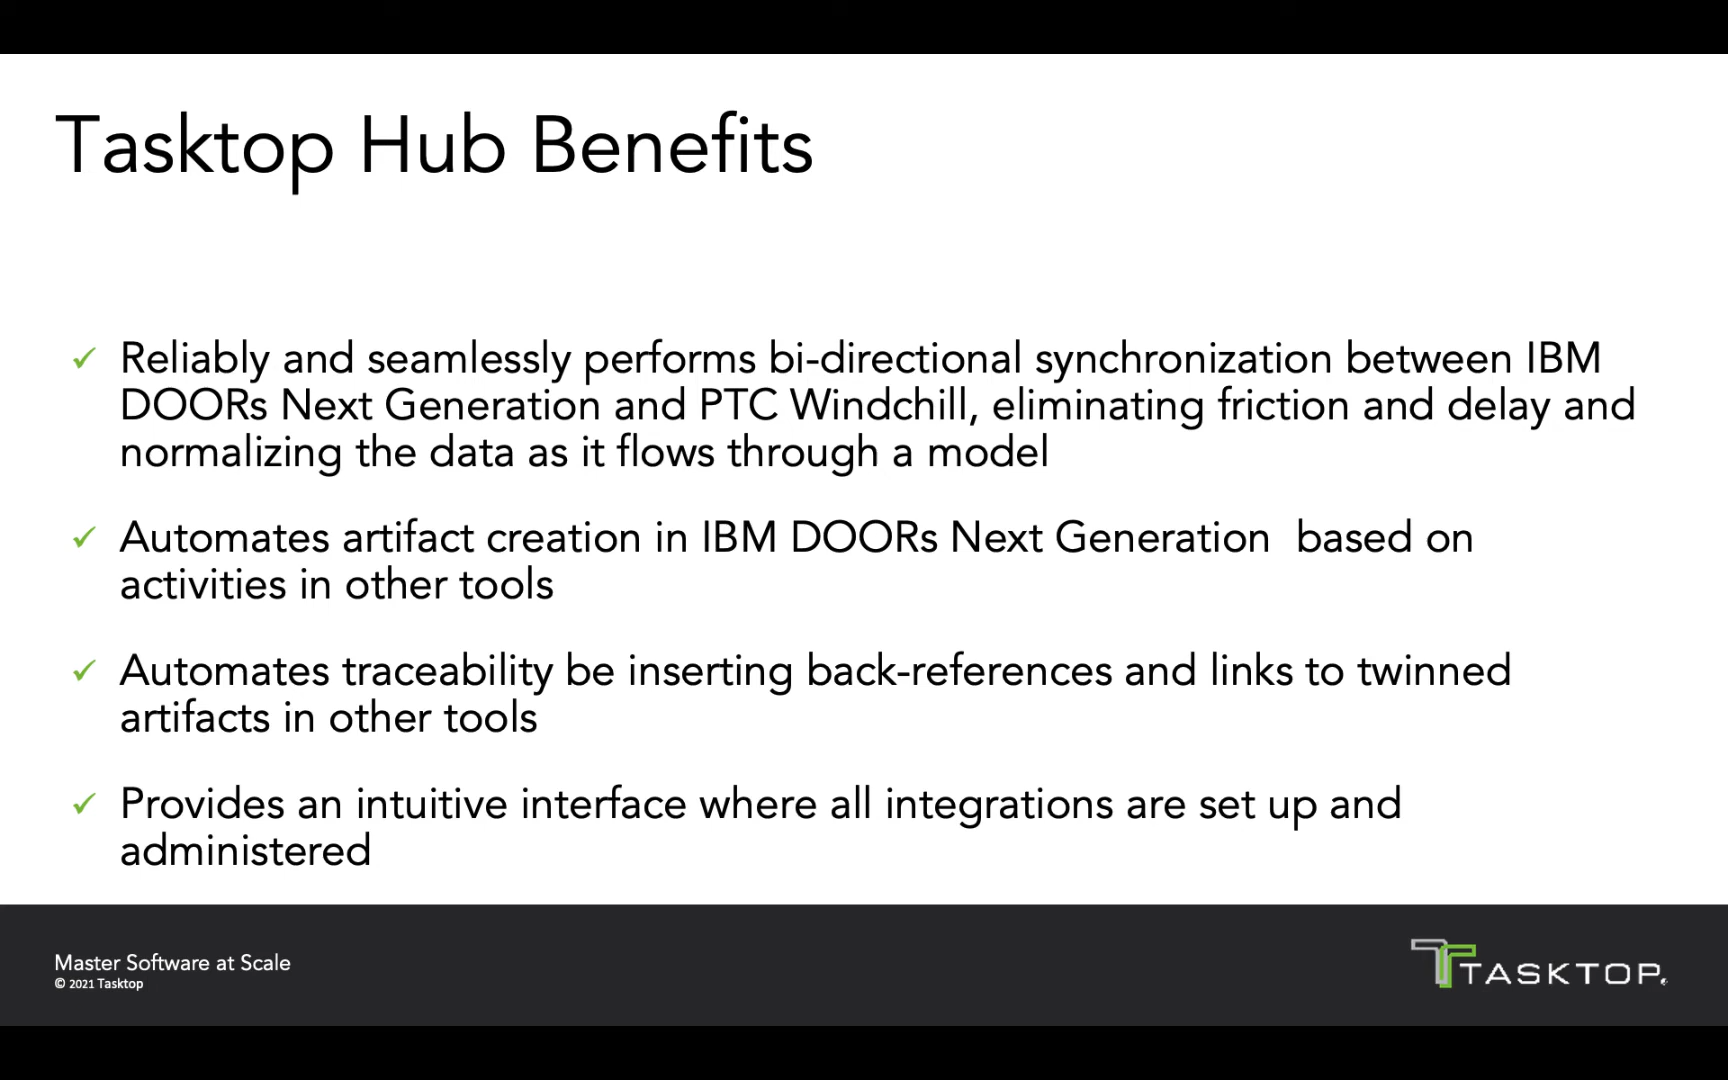 Tasktop Hub Benefits
✓ Reliably and seamlessly performs bi-directional synchronization between IBM
DOORs Next Generation and PTC Windchill, eliminating friction and delay and
normalizing the data as it flows through a model
✓ Automates artifact creation in IBM DOORs Next Generation  based on
activities in other tools
✓ Automates traceability be inserting back-references and links to twinned
artifacts in other tools
✓ Provides an intuitive interface where all integrations are set up and
administered
Master Software at Scale
© 2021 Tasktop
TASKTOP